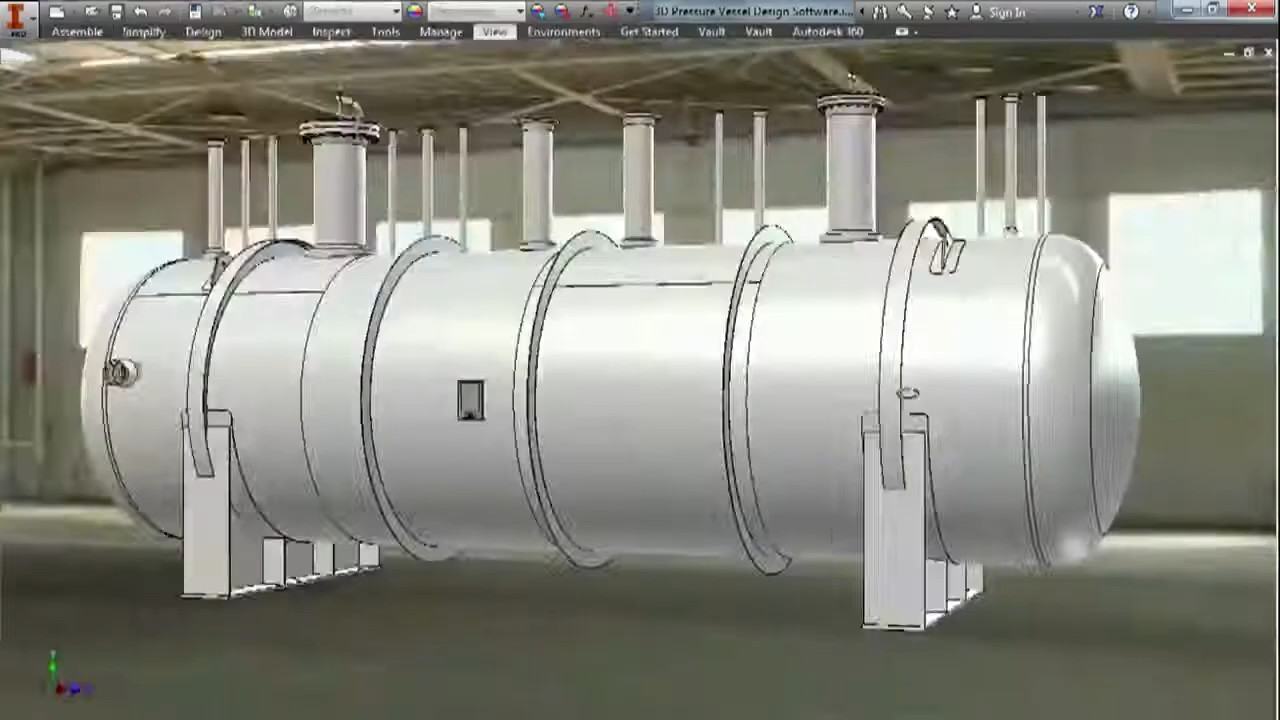 3D Pressure Vessel Design Software....
Sign In
PRO
Assemble Simplify Design 3D Model Inspect Tools Manage View Environments Get Started Vault Vault Autodesk 360